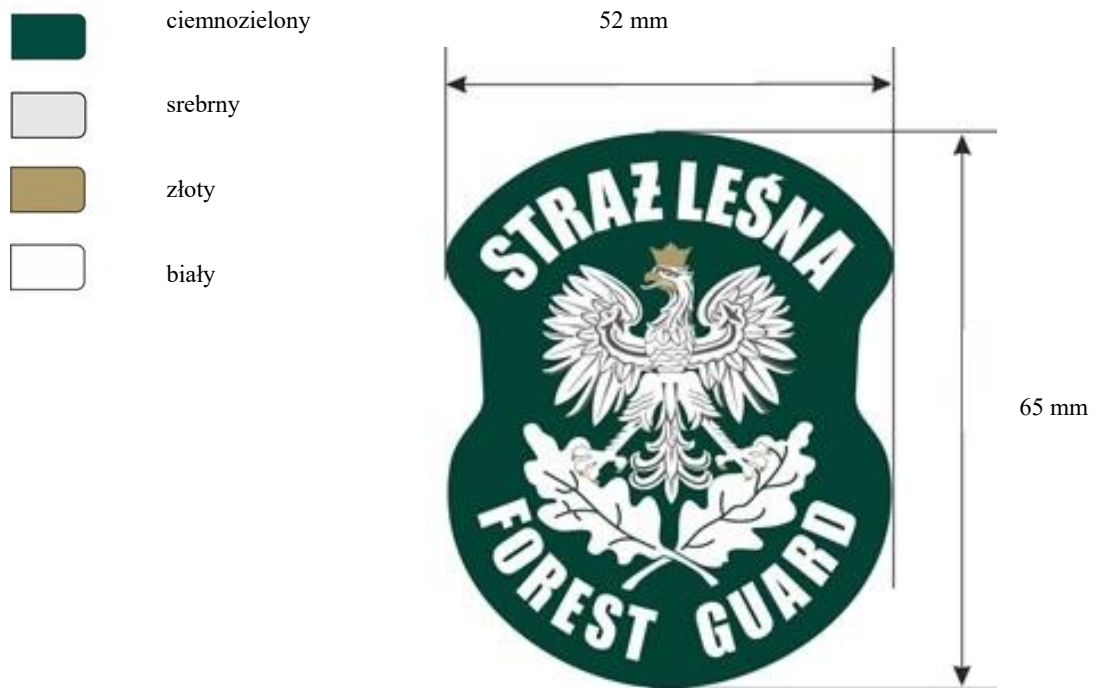 ciemnozielony
srebrny
złoty
biały
52 mm
65 mm
STRAŻ LEŚNA
FOREST GUARD